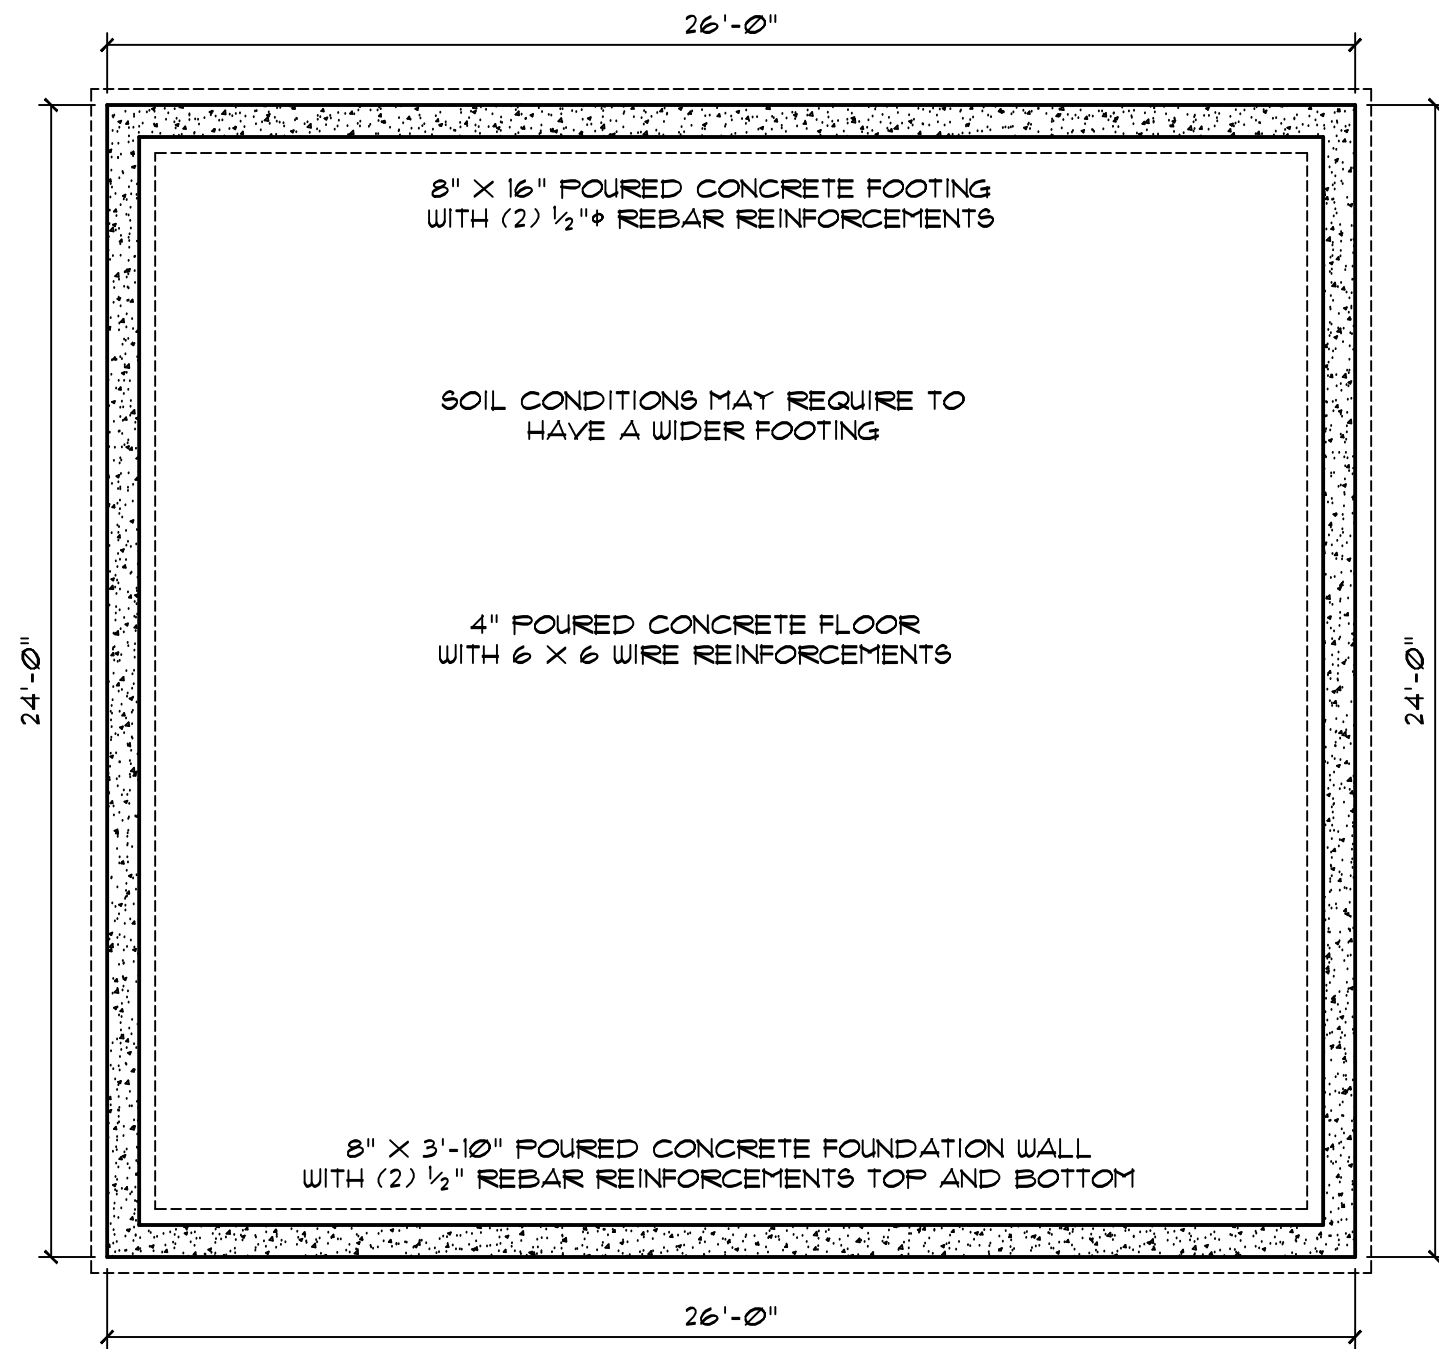 26'-0"
8" X 16" POURED CONCRETE FOOTING
WITH (2) ½"ϕ REBAR REINFORCEMENTS
SOIL CONDITIONS MAY REQUIRE TO
HAVE A WIDER FOOTING
24'-0"
4" POURED CONCRETE FLOOR
WITH 6 X 6 WIRE REINFORCEMENTS
24'-0"
8" X 3'-10" POURED CONCRETE FOUNDATION WALL
WITH (2) ½" REBAR REINFORCEMENTS TOP AND BOTTOM
26'-0"